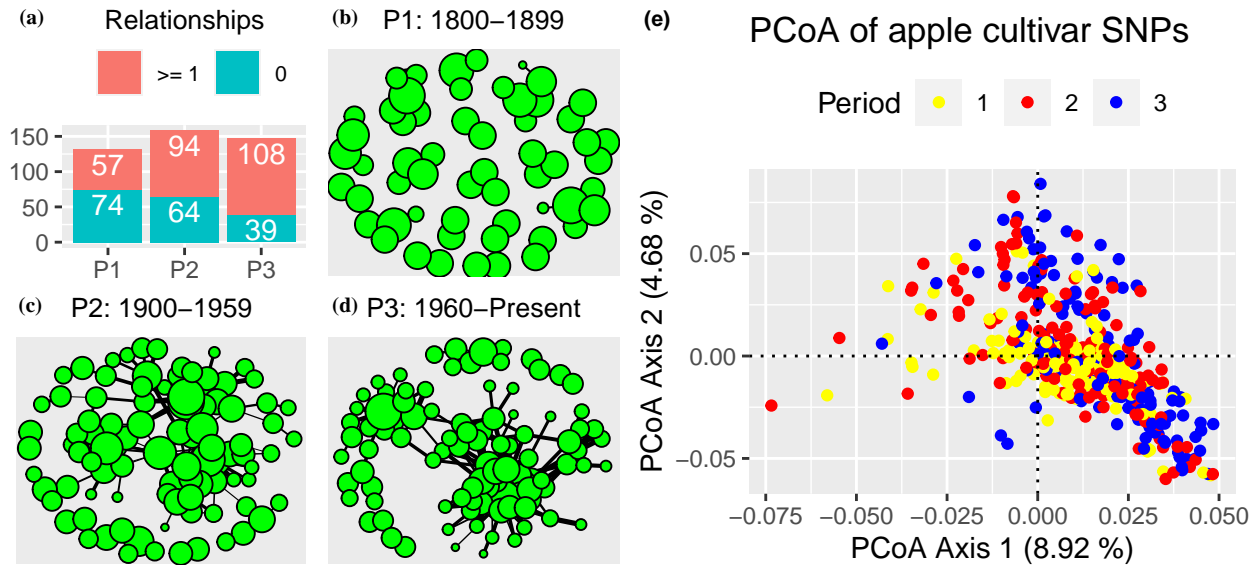 (a) Relationships
>= 1 0
150
100
50
0
57
94
108
74
64
39
P1 P2 P3
(b) P1: 1800–1899
(c) P2: 1900–1959
(d) P3: 1960–Present
(e) PCoA of apple cultivar SNPs
Period 1 2 3
PCoA Axis 2 (4.68 %)
0.05
0.00
−0.05
−0.075 −0.050 −0.025 0.000 0.025 0.050
PCoA Axis 1 (8.92 %)